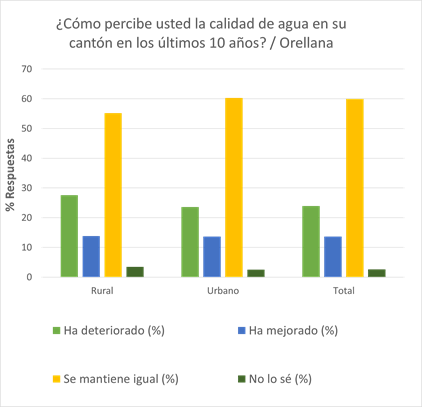 ¿Cómo percibe usted la calidad de agua en su
cantón en los últimos 10 años? / Orellana
70
60
50
40
30
20
10
0
% Respuestas
Rural Urbano Total
Ha deteriorado (%) Ha mejorado (%)
Se mantiene igual (%) No lo sé (%)